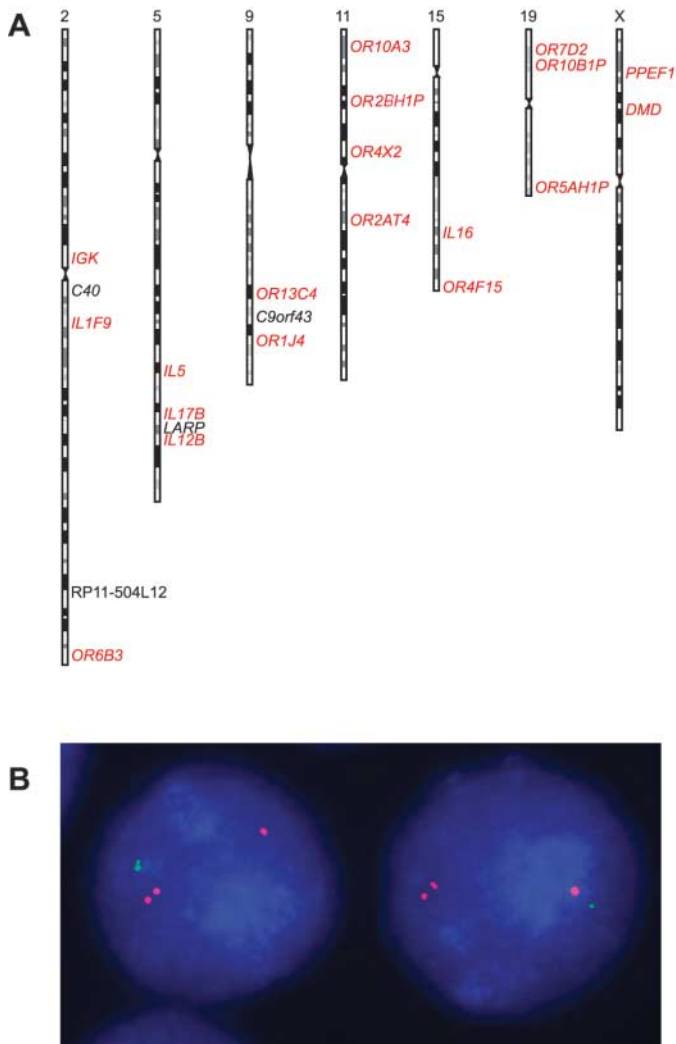 A
2 5 9 11 15 19 X
OR10A3
OR7D2
OR10B1P
PPEF1
OR2BH1P
DMD
OR4X2
OR5AH1P
OR2AT4
IL16
IGK
C40
OR13C4
OR4F15
C9orf43
IL1F9
OR1J4
IL5
IL17B
LARP
IL12B
RP11-504L12
OR6B3
B